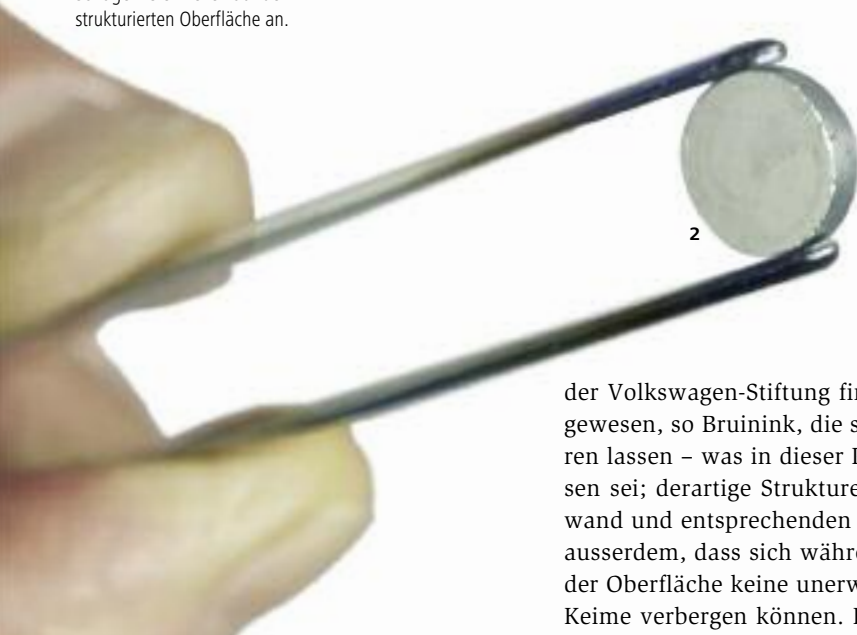 strukturierten Oberfläche an.
2
der Volkswagen-Stiftung
gewesen, so Bruinink, die
ren lassen – was in dieser
sen sei; derartige
wand und entsprechenden
ausserdem, dass sich
der Oberfläche keine
Keime verbergen können.